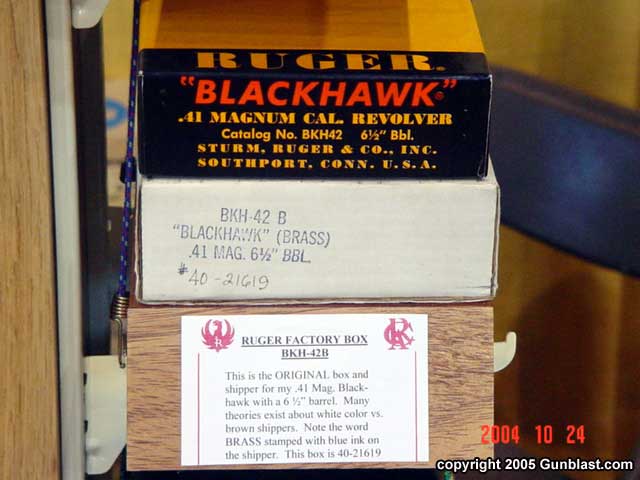 RUGER®
"BLACKHAWK"®
.41 MAGNUM CAL. REVOLVER
Catalog No. BKH42 6½" Bbl.
STURM, RUGER & CO., INC.
SOUTHPORT, CONN. U.S.A.
BKH-42 B
"BLACKHAWK" (BRASS)
.41 MAG. 6½" BBL.
#40-21619
RUGER FACTORY BOX
BKH-42B
This is the ORIGINAL box and
shipper for my .41 Mag. Black-
hawk with a 6 ½" barrel. Many
theories exist about white color vs.
brown shippers. Note the word
BRASS stamped with blue ink on
the shipper. This box is 40-21619
2004 10 24
copyright 2005 Gunblast.com